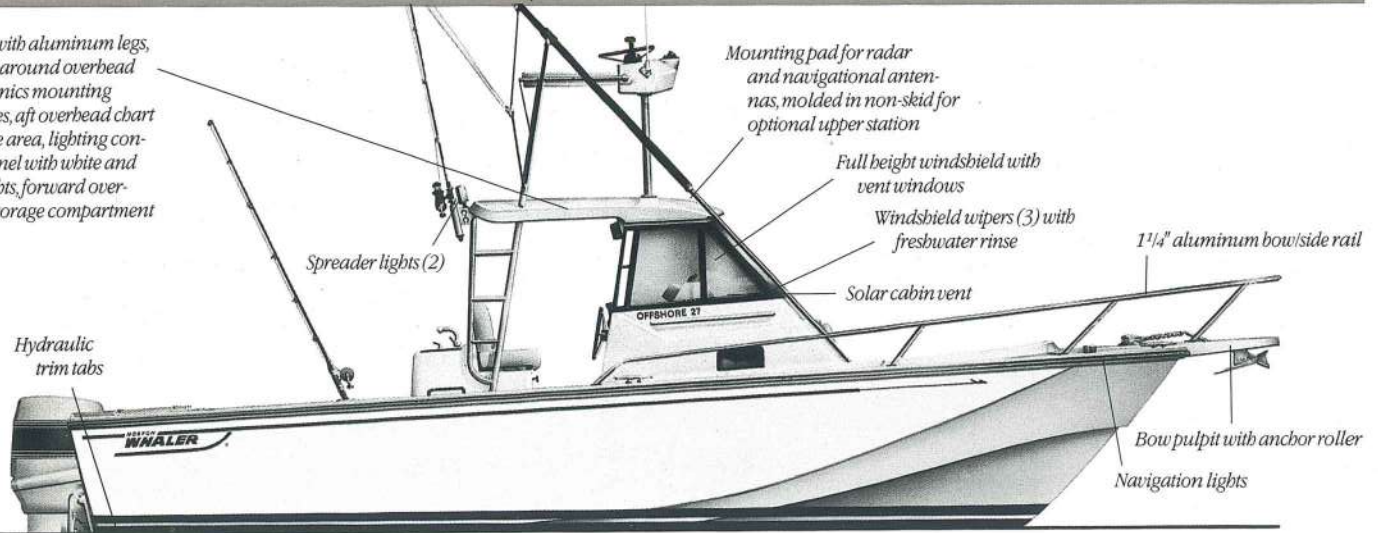 with aluminum legs,
around overhead
nics mounting
es, aft overhead chart
e area, lighting con-
nel with white and
hts, forward over-
orage compartment
Spreader lights (2)
Hydraulic
trim tabs
Mounting pad for radar
and navigational anten-
nas, molded in non-skid for
optional upper station
Full height windshield with
vent windows
Windshield wipers (3) with
freshwater rinse
1 1/4" aluminum bow/side rail
Solar cabin vent
OFFSHORE 27
BOSTON
WHALER
Bow pulpit with anchor roller
Navigation lights